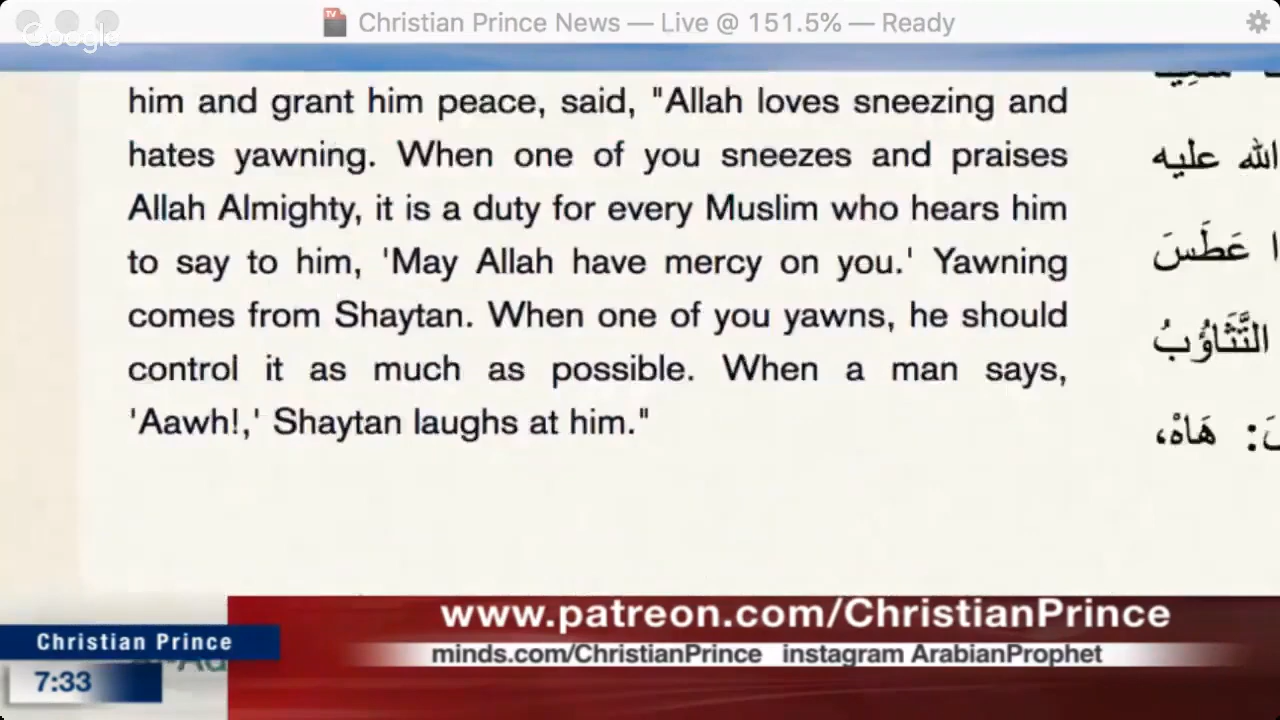 Christian Prince News — Live @ 151.5% — Ready
Google
him and grant him peace, said, "Allah loves sneezing and
hates yawning. When one of you sneezes and praises
Allah Almighty, it is a duty for every Muslim who hears him
to say to him, 'May Allah have mercy on you.' Yawning
comes from Shaytan. When one of you yawns, he should
control it as much as possible. When a man says,
'Aawh!,' Shaytan laughs at him."
الله عليه
عَطَسَ
التَّثَاؤُبُ
هَاهْ،
www.patreon.com/ChristianPrince
Christian Prince
minds.com/ChristianPrince instagram ArabianProphet
7:33